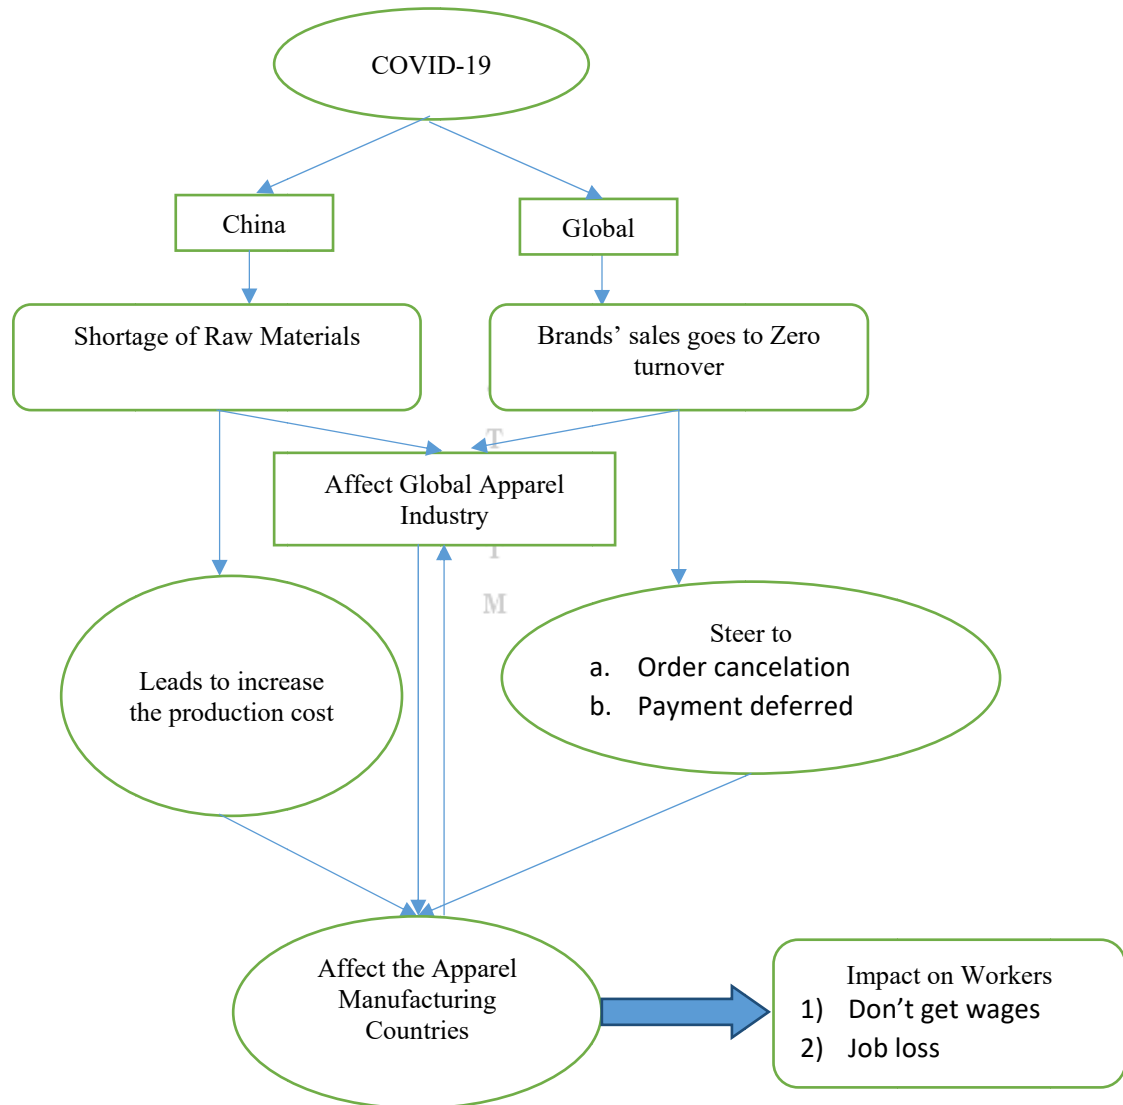 COVID-19
China
Global
Shortage of Raw Materials
Brands’ sales goes to Zero
turnover
T
Affect Global Apparel
Industry
M
Leads to increase
the production cost
Steer to
a. Order cancelation
b. Payment deferred
Affect the Apparel
Manufacturing
Countries
Impact on Workers
1) Don’t get wages
2) Job loss